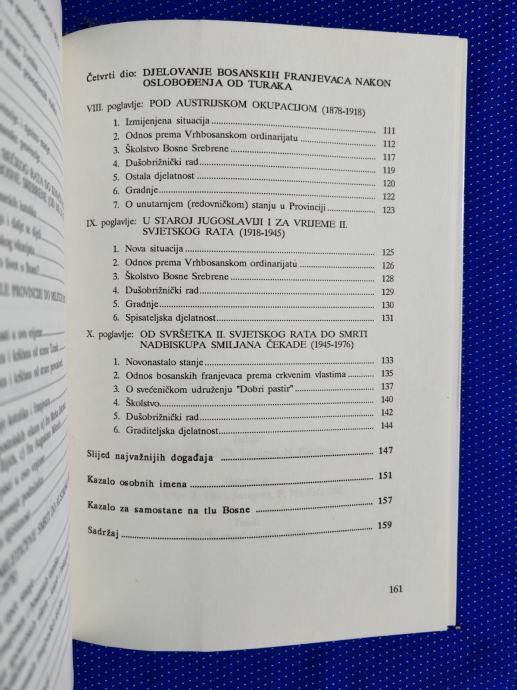 Četvrti dio: DJELOVANJE BOSANSKIH FRANJEVACA NAKON
OSLOBOĐENJA OD TURAKA
VIII. poglavlje: POD AUSTRIJSKOM OKUPACIJOM (1878-1918)
1. Izmijenjena situacija 111
2. Odnos prema Vrhbosanskom ordinarijatu 112
3. Školstvo Bosne Srebrene 117
4. Dušobrižnički rad 119
5. Ostala djelatnost 120
6. Gradnje 122
7. O unutarnjem (redovničkom) stanju u Provinciji 123
IX. poglavlje: U STAROJ JUGOSLAVIJI I ZA VRIJEME II.
SVJETSKOG RATA (1918-1945)
1. Nova situacija 125
2. Odnos prema Vrhbosanskom ordinarijatu 126
3. Školstvo Bosne Srebrene 128
4. Dušobrižnički rad 129
5. Gradnje 130
6. Spisateljska djelatnost 131
X. poglavlje: OD SVRŠETKA II. SVJETSKOG RATA DO SMRTI
NADBISKUPA SMILJANA ČEKADE (1945-1976)
1. Novonastalo stanje 133
2. Odnos bosanskih franjevaca prema crkvenim vlastima 135
3. O svećeničkom udruženju "Dobri pastir" 137
4. Školstvo 140
5. Dušobrižnički rad 142
6. Graditeljska djelatnost 144
Slijed najvažnijih događaja 147
Kazalo osobnih imena 151
Kazalo za samostane na tlu Bosne 157
Sadržaj 159
161